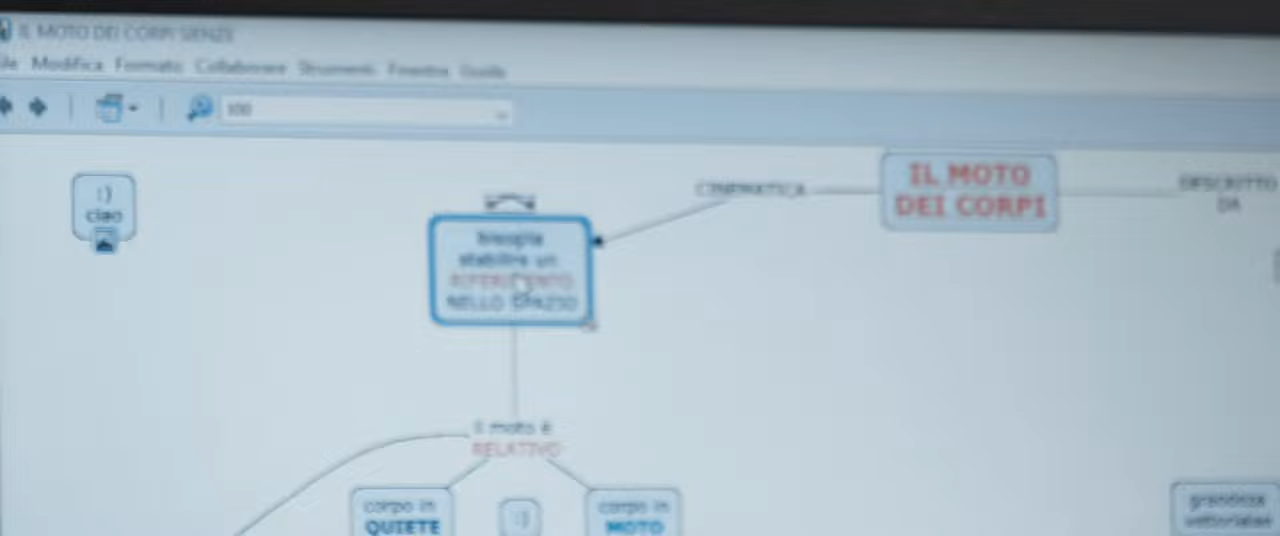 IL MOTO DEI CORPI SIENZE
File Modifica Formato Collaborare Strumenti Finestra Guida
100
:)
ciao
bisogna
stabilire un
RIFERIMENTO
NELLO SPAZIO
CINEMATICA
IL MOTO
DEI CORPI
DESCRITTO
DA
il moto è
RELATIVO
corpo in
QUIETE
:)
corpo in
MOTO
grandezza
vettoriale